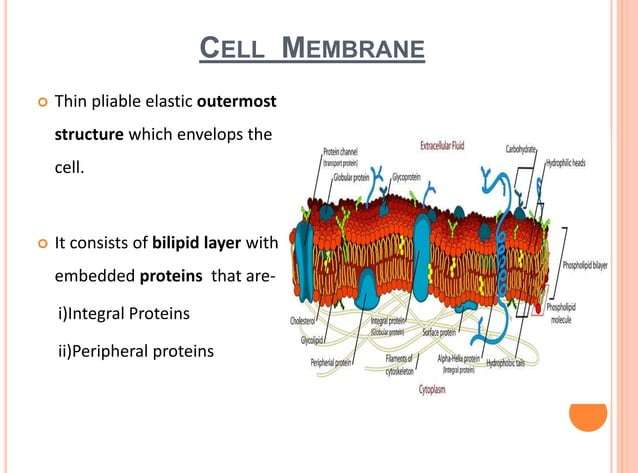 CELL MEMBRANE
Thin pliable elastic outermost
structure which envelops the
cell.
It consists of bilipid layer with
embedded proteins that are-
i)Integral Proteins
ii)Peripheral proteins
Extracellular Fluid
Protein channel
(transport protein)
Globular protein
Glycoprotein
Carbohydrate
Hydrophilic heads
Phospholipid bilayer
Phospholipid
molecule
Cholesterol
Glycolipid
Peripherial protein
Integral protein
(Globular protein)
Filaments of
cytoskeleton
Surface protein
Alpha-Helix protein
(Integral protein)
Hydrophobic tails
Cytoplasm